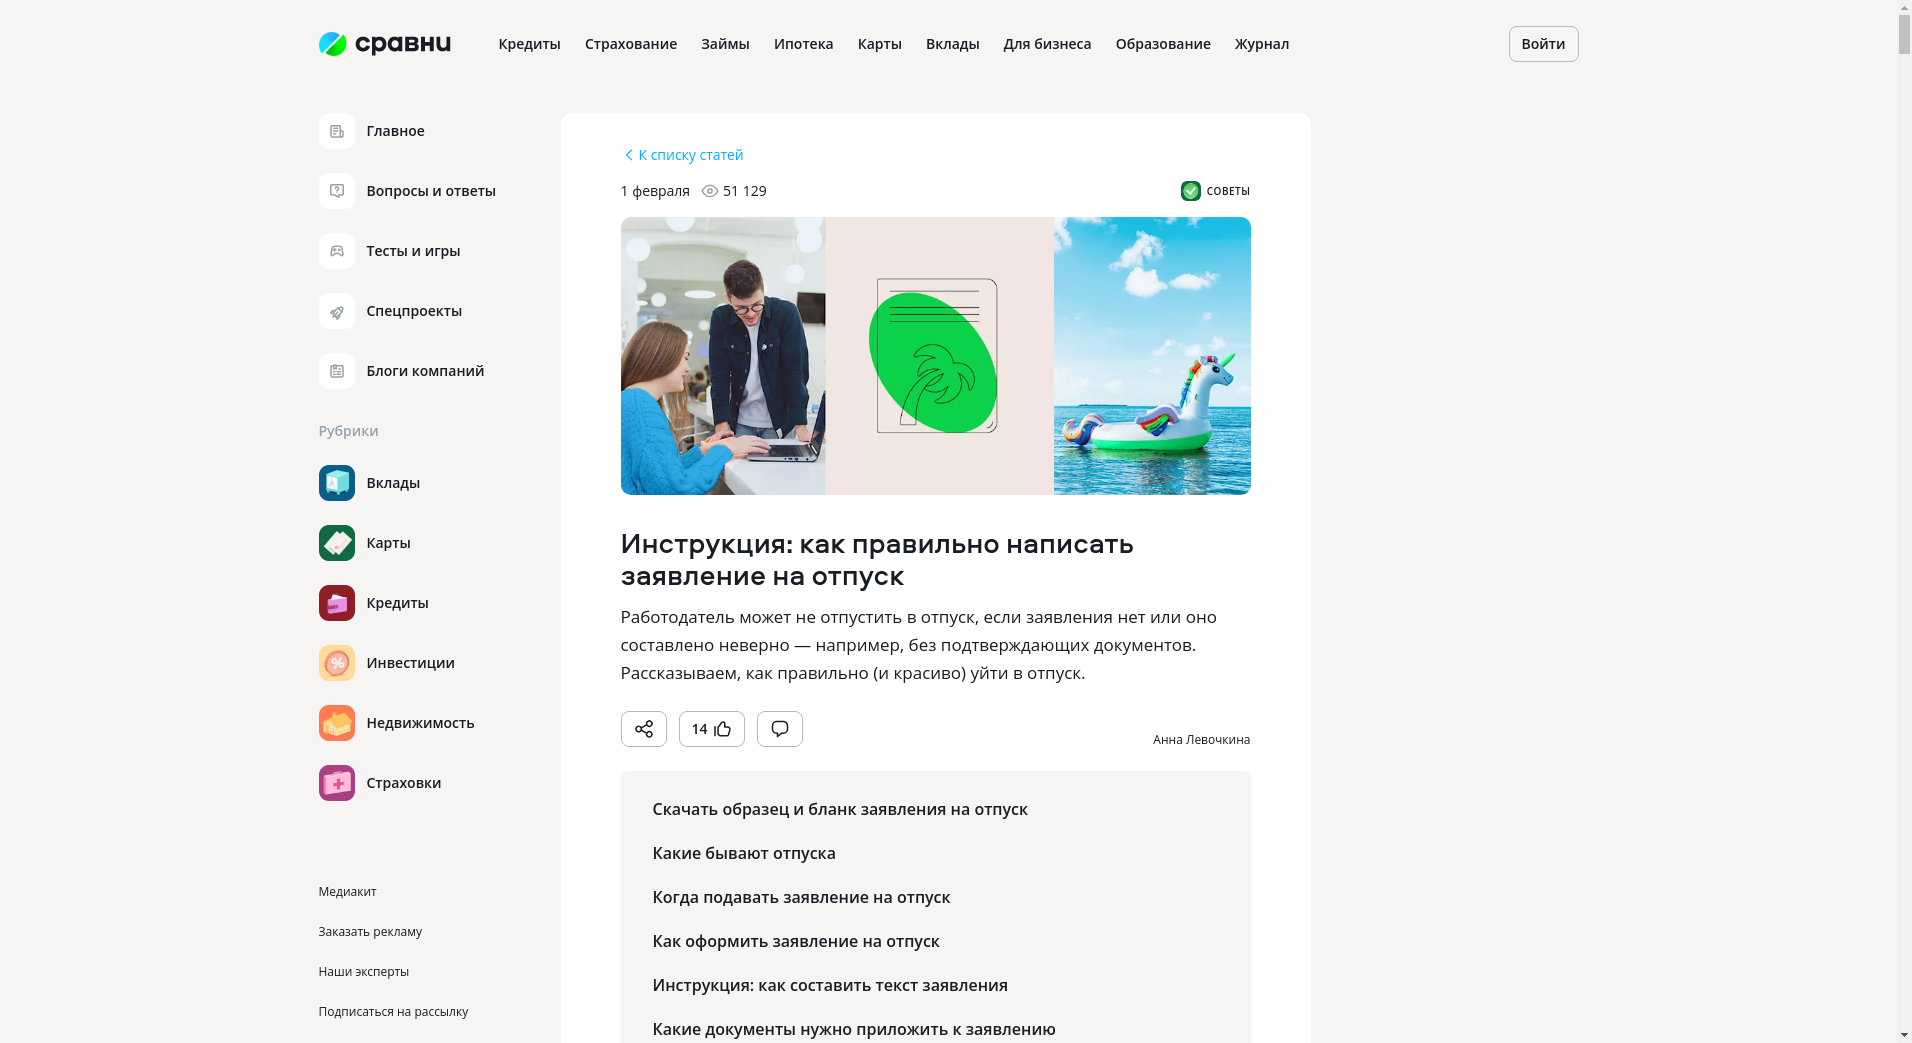 сравни
Кредиты Страхование Займы Ипотека Карты Вклады Для бизнеса Образование Журнал
Войти
Главное
Вопросы и ответы
Тесты и игры
Спецпроекты
Блоги компаний
Рубрики
Вклады
Карты
Кредиты
Инвестиции
Недвижимость
Страховки
Медиакит
Заказать рекламу
Наши эксперты
Подписаться на рассылку
К списку статей
1 февраля 51 129
СОВЕТЫ
Инструкция: как правильно написать
заявление на отпуск
Работодатель может не отпустить в отпуск, если заявления нет или оно
составлено неверно — например, без подтверждающих документов.
Рассказываем, как правильно (и красиво) уйти в отпуск.
14
Анна Левочкина
Скачать образец и бланк заявления на отпуск
Какие бывают отпуска
Когда подавать заявление на отпуск
Как оформить заявление на отпуск
Инструкция: как составить текст заявления
Какие документы нужно приложить к заявлению